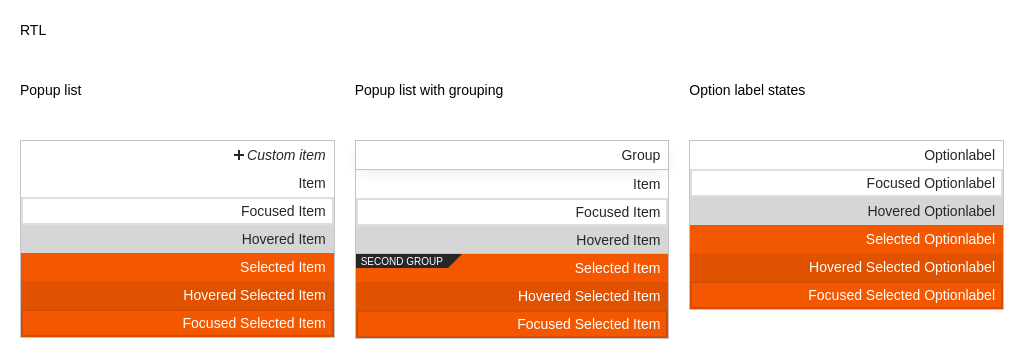 RTL
Popup list
Custom item
Item
Focused Item
Hovered Item
Selected Item
Hovered Selected Item
Focused Selected Item
Popup list with grouping
Group
Item
Focused Item
Hovered Item
SECOND GROUP
Selected Item
Hovered Selected Item
Focused Selected Item
Option label states
Optionlabel
Focused Optionlabel
Hovered Optionlabel
Selected Optionlabel
Hovered Selected Optionlabel
Focused Selected Optionlabel